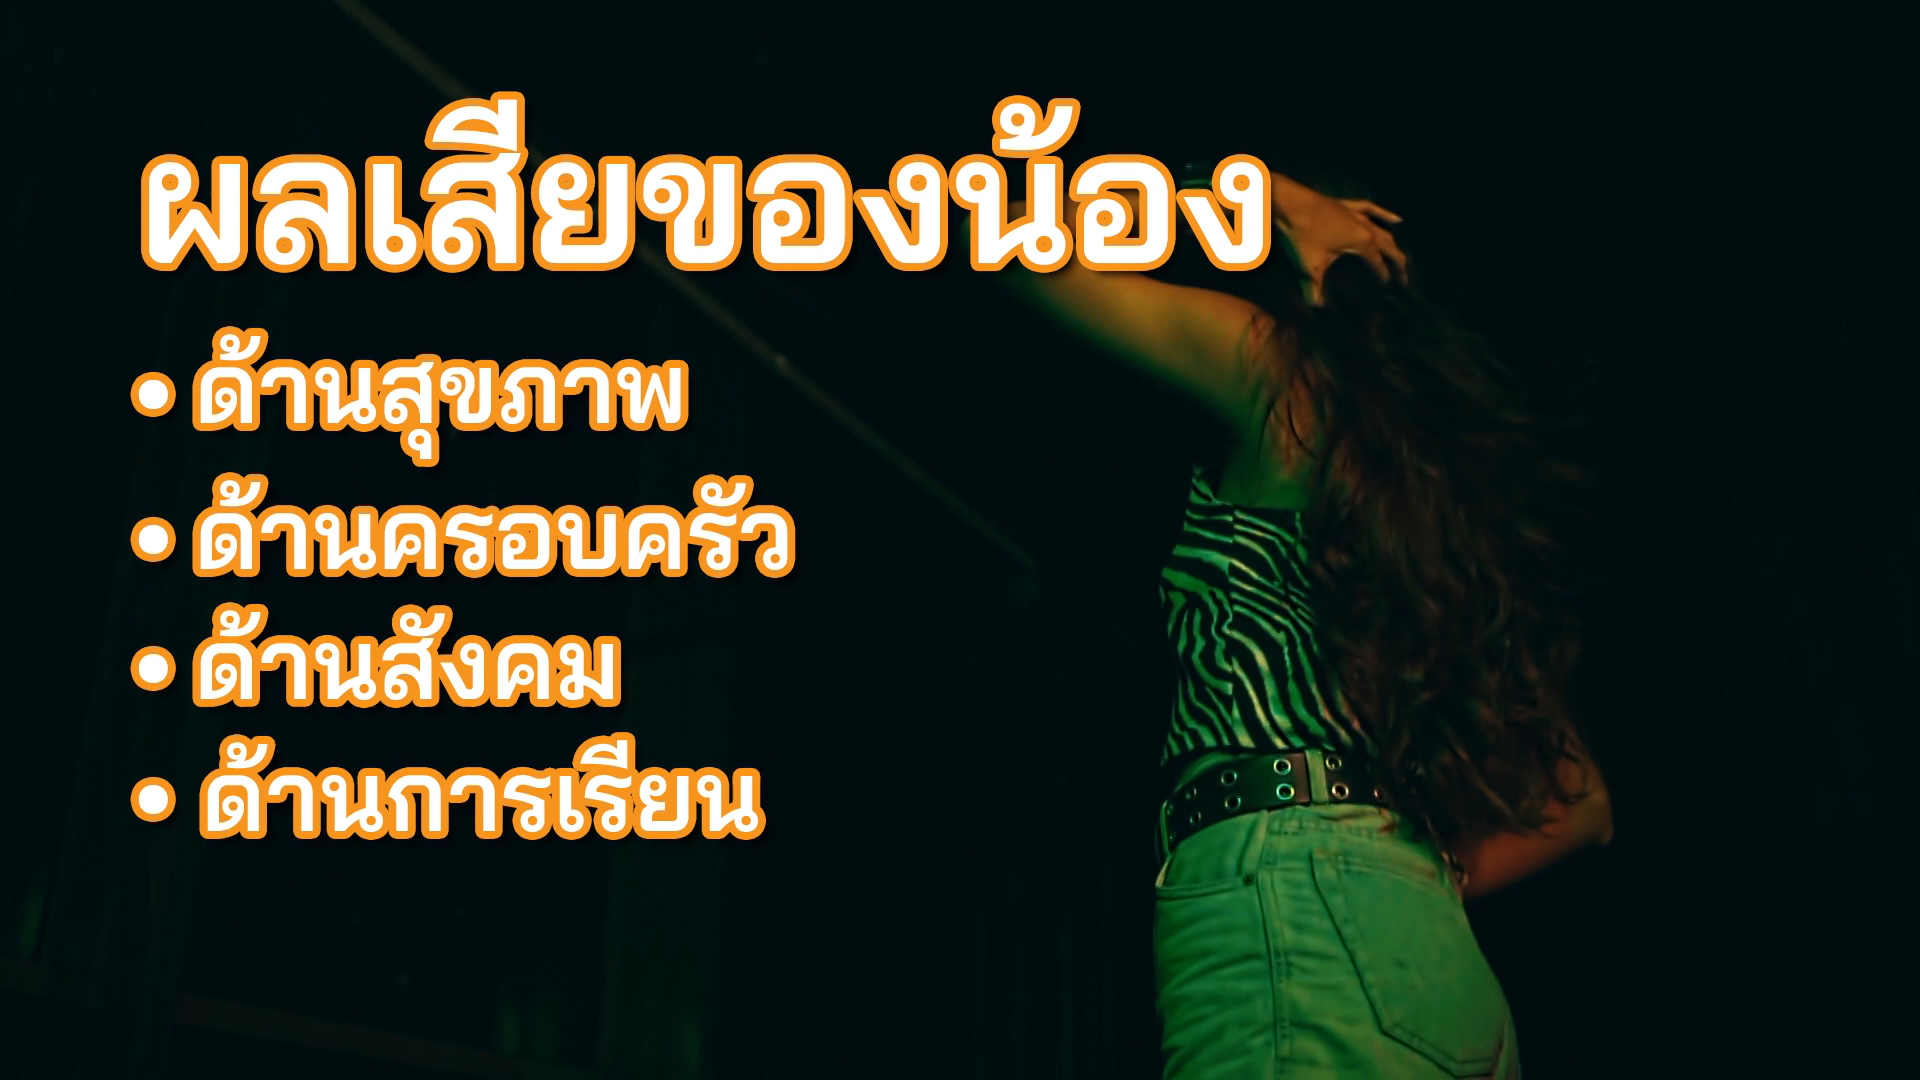 ผลเสียของน้อง
• ด้านสุขภาพ
• ด้านครอบครัว
• ด้านสังคม
• ด้านการเรียน